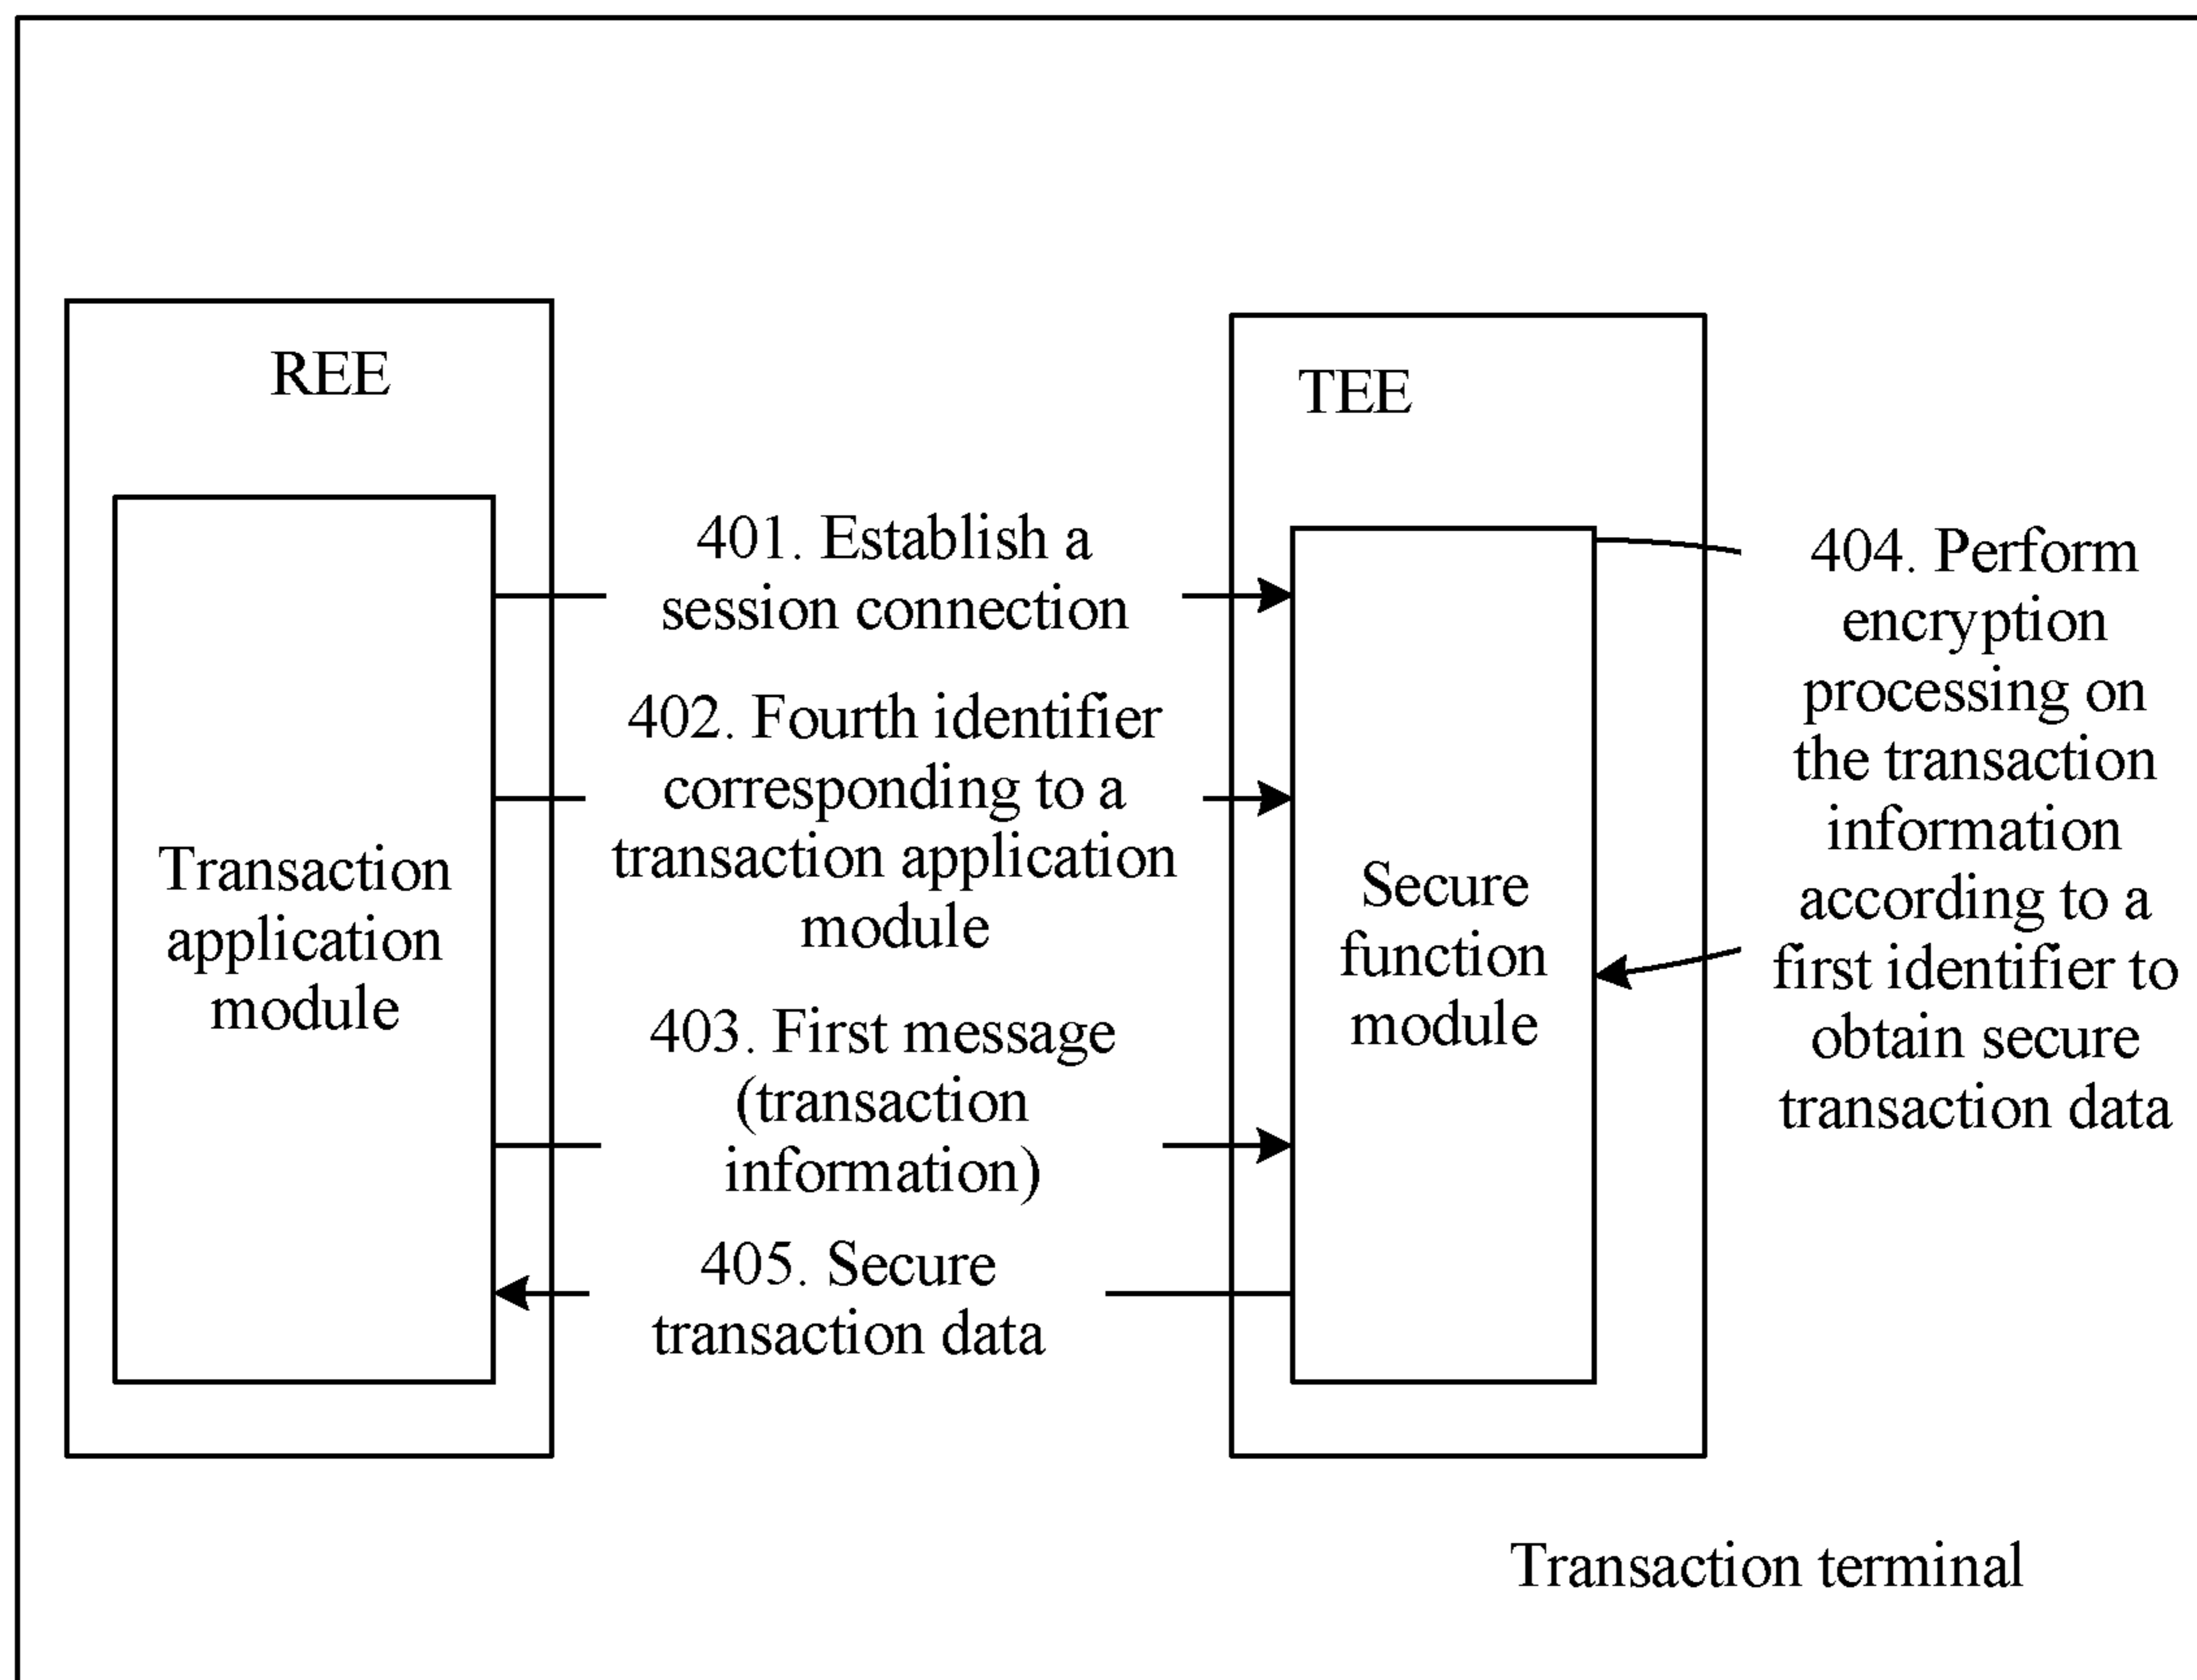 REE
TEE
Transaction
application
module
401. Establish a
session connection
402. Fourth identifier
corresponding to a
transaction application
module
403. First message
(transaction
information)
405. Secure
transaction data
Secure
function
module
404. Perform
encryption
processing on
the transaction
information
according to a
first identifier to
obtain secure
transaction data
Transaction terminal